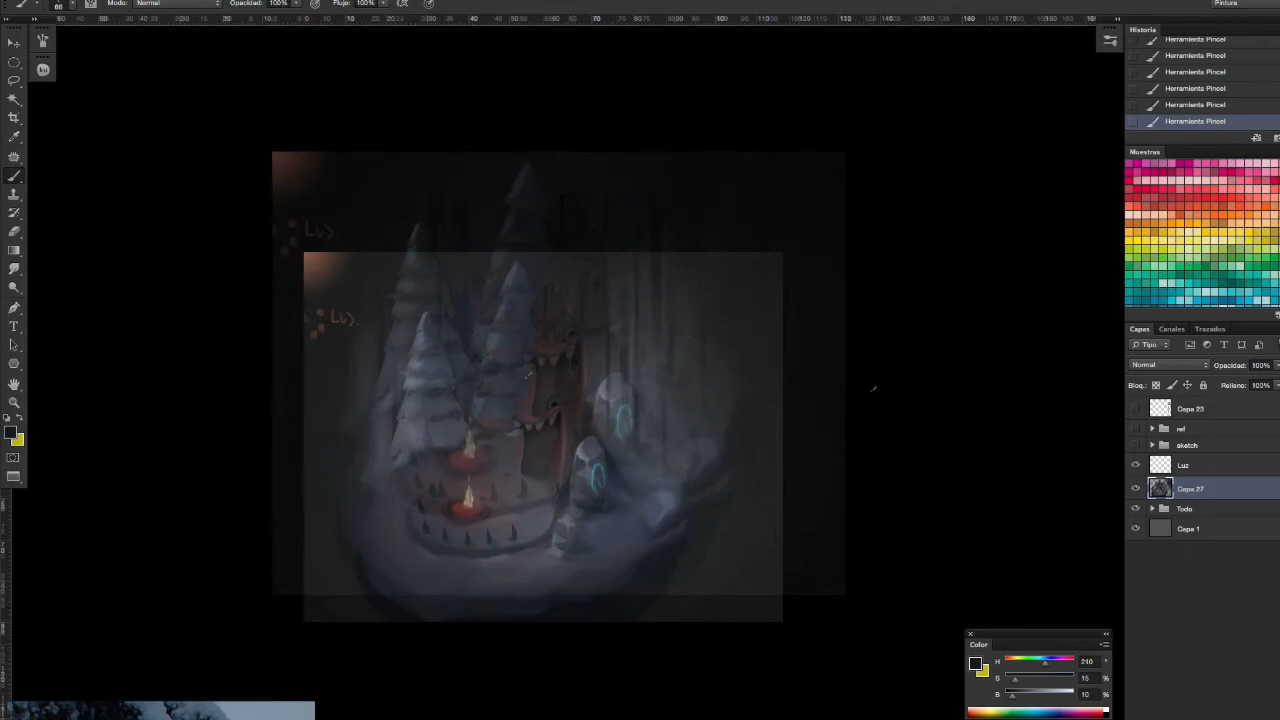 66 Modo: Normal Opacidad: 100% Flujo: 100% Pintura
ku
Historia
Herramienta Pincel
Herramienta Pincel
Herramienta Pincel
Herramienta Pincel
Herramienta Pincel
Herramienta Pincel
Muestras
Luz.
Luz.
Capas Canales Trazados
Tipo
Normal Opacidad: 100%
Bloq.: Relleno: 100%
Capa 23
ref
sketch
Luz
Capa 27
Todo
Capa 1
Color
H 210 °
S 15 %
B 10 %